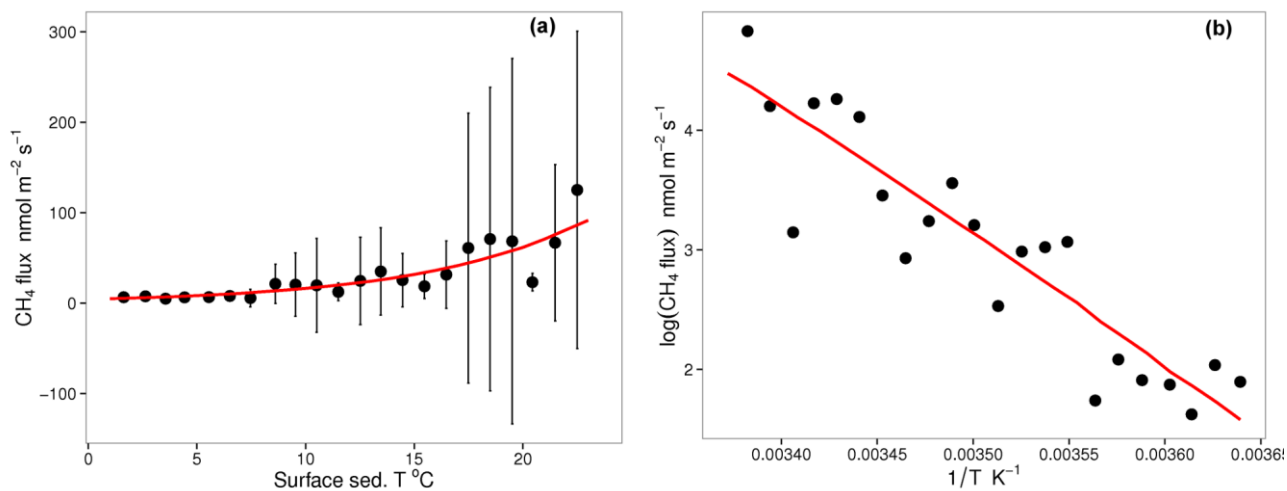 (a)
300
200
100
0
−100
CH₄ flux nmol m⁻² s⁻¹
0 5 10 15 20
Surface sed. T °C
(b)
4
3
2
log(CH₄ flux) nmol m⁻² s⁻¹
0.00340 0.00345 0.00350 0.00355 0.00360 0.00365
1/T K⁻¹